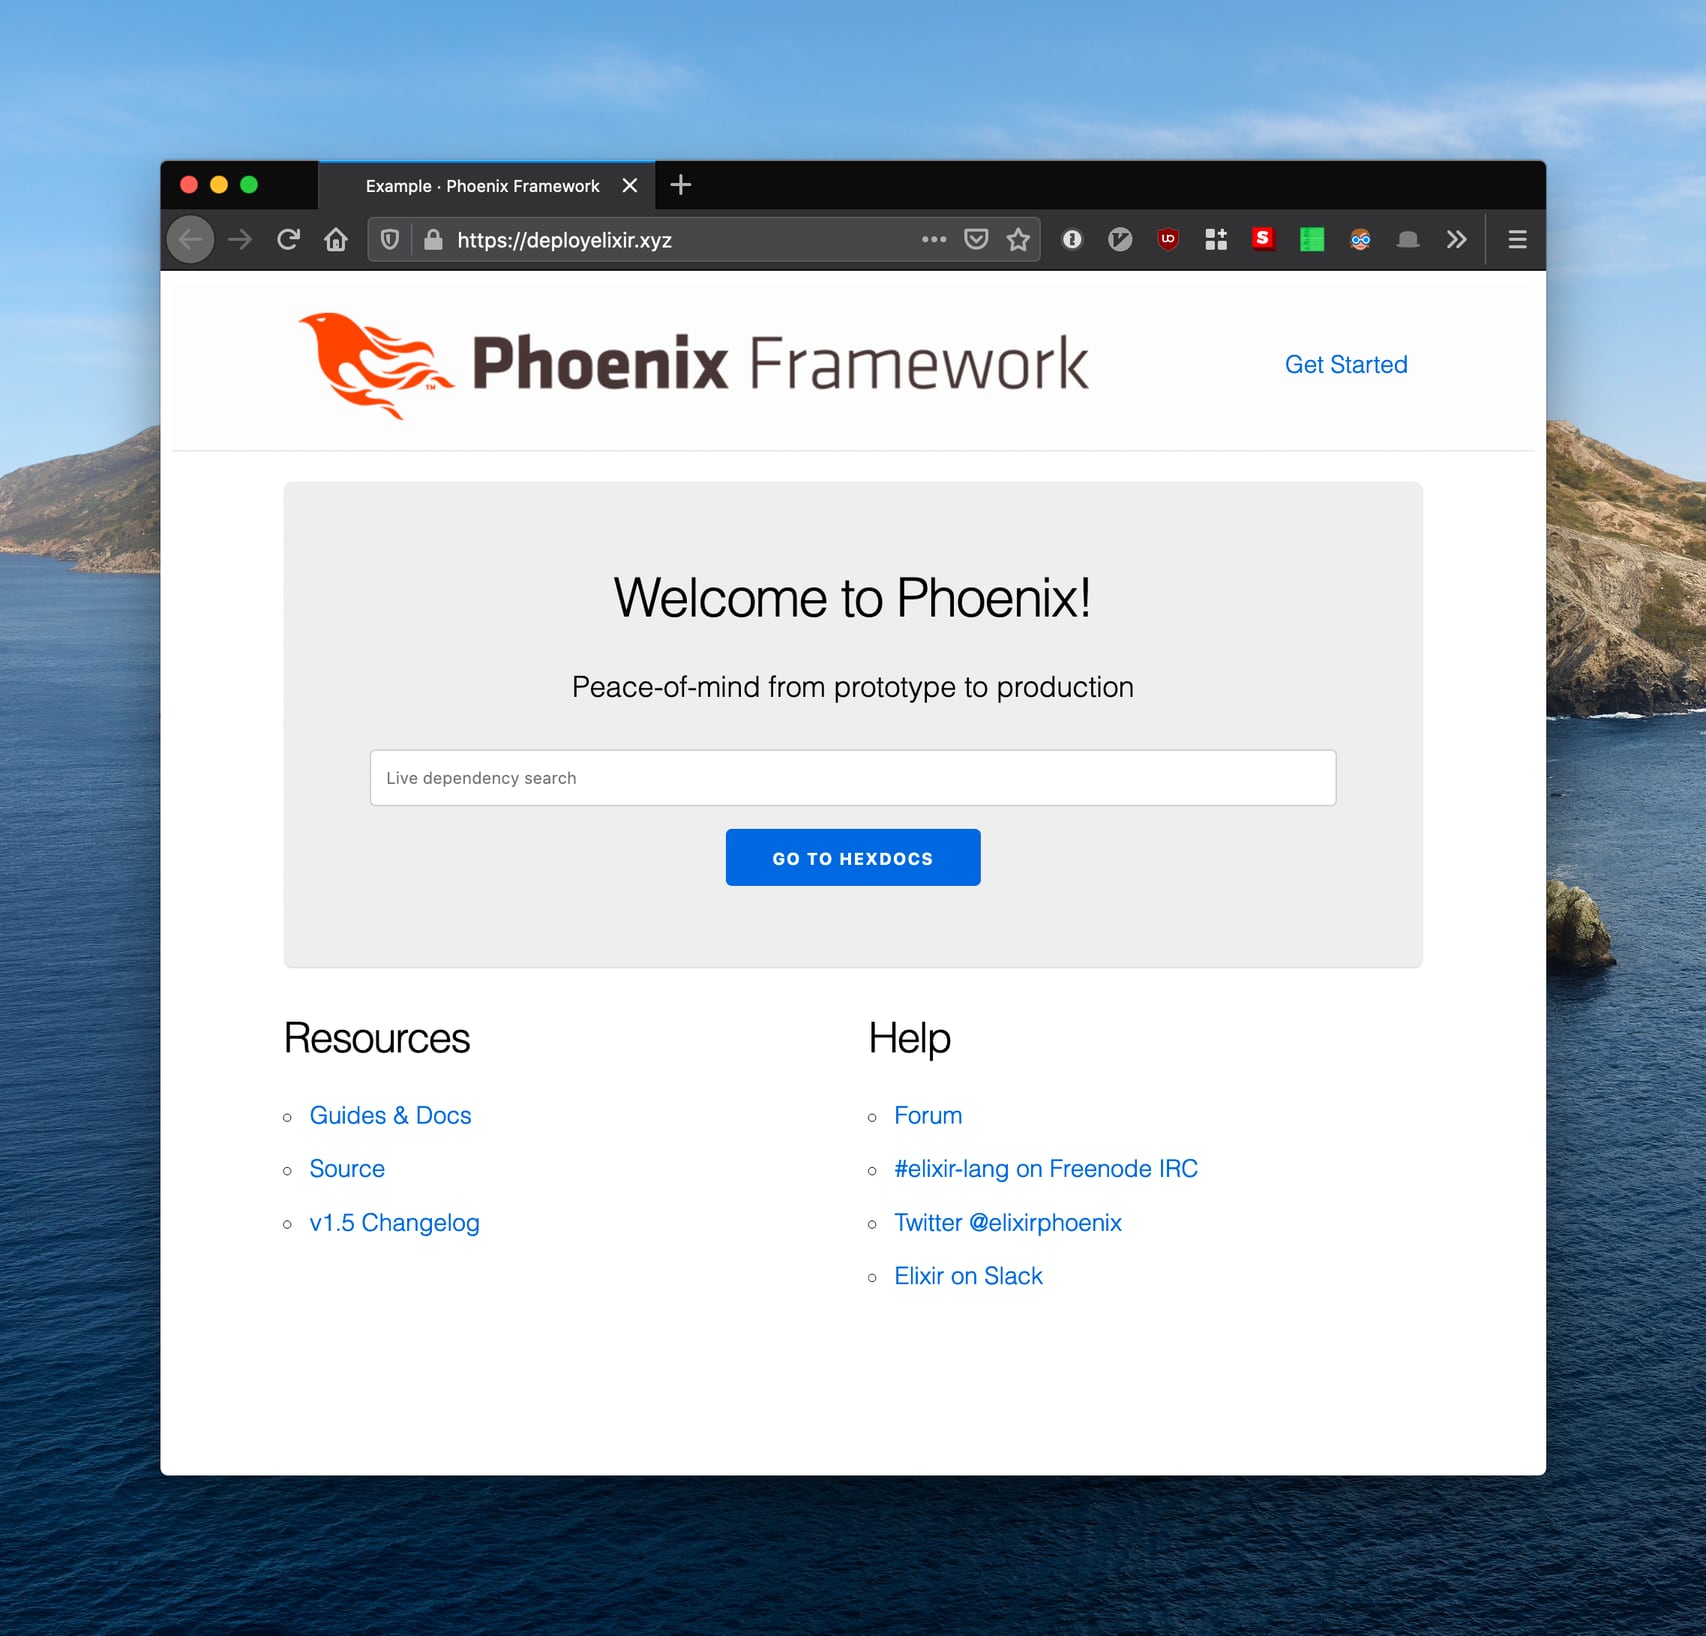 Example · Phoenix Framework
https://deployelixir.xyz
Phoenix Framework
TM
Get Started
Welcome to Phoenix!
Peace-of-mind from prototype to production
Live dependency search
GO TO HEXDOCS
Resources
Guides & Docs
Source
v1.5 Changelog
Help
Forum
#elixir-lang on Freenode IRC
Twitter @elixirphoenix
Elixir on Slack